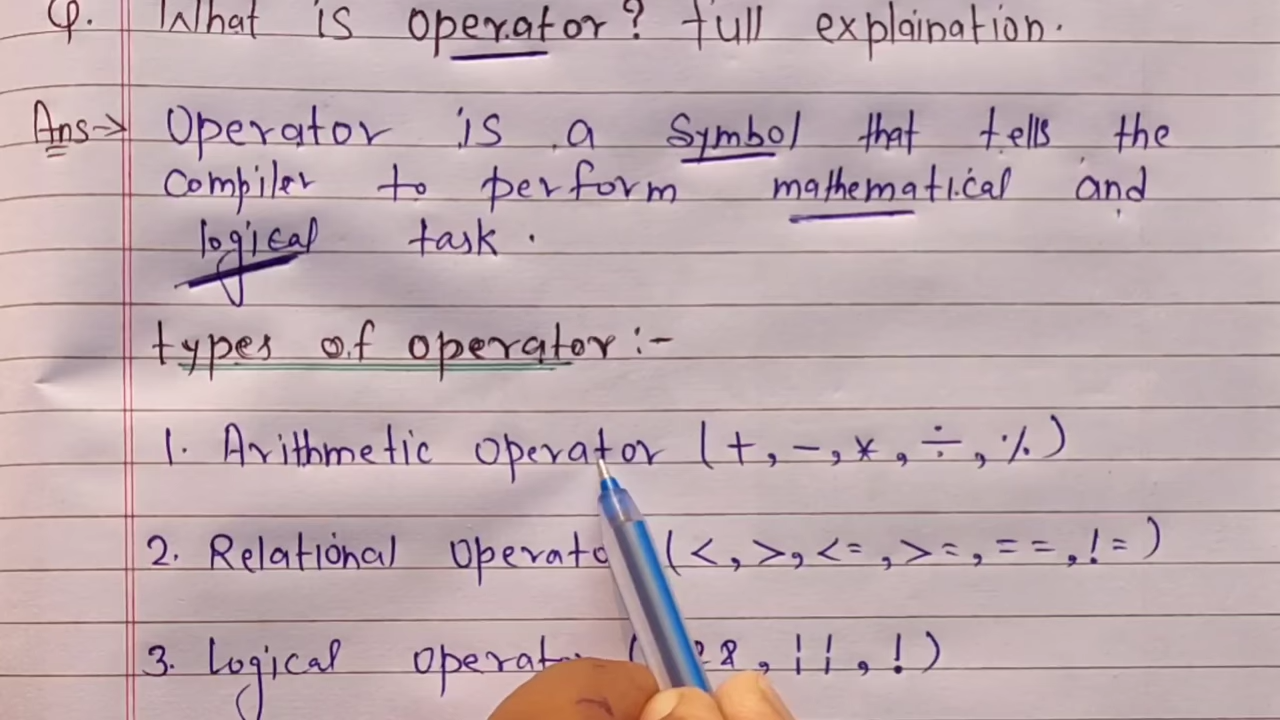 Q. What is operator? full explaination.
Ans→ Operator is a symbol that tells the
Compiler to perform mathematical and
logical task.
types of operator:-
1. Arithmetic operator (+, -, *, ÷, %)
2. Relational operato (<, >, <=, >=, ==, !=)
3. Logical operat ||, !)